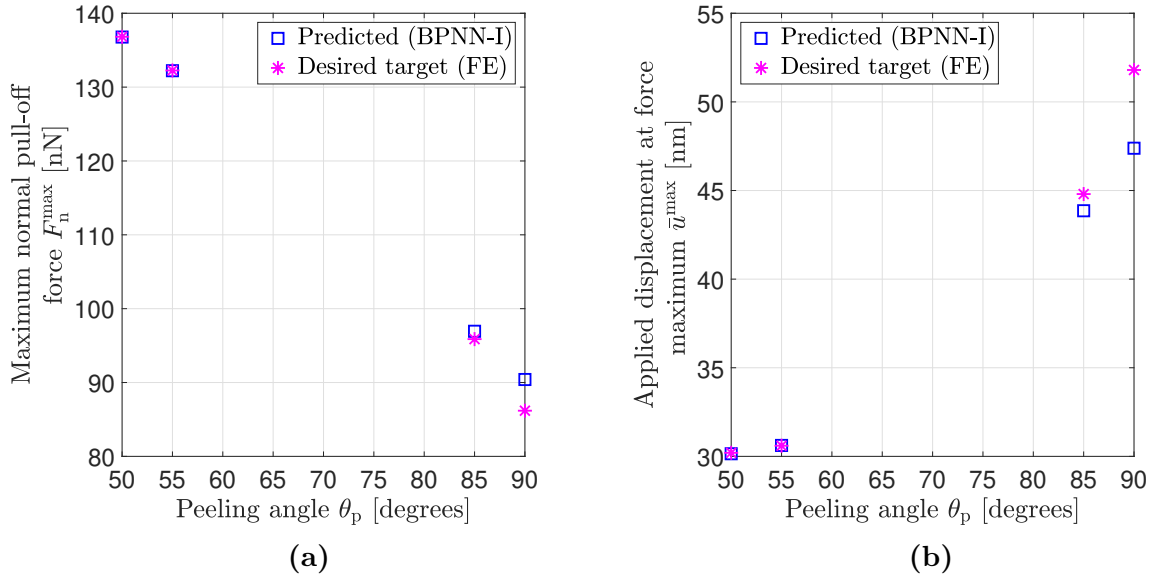 140
130
120
110
100
90
80
50
55
60
65
70
75
80
85
90
Maximum normal pull-off
force F_n^max [nN]
Peeling angle θ_p [degrees]
Predicted (BPNN-I)
Desired target (FE)
(a)
55
50
45
40
35
30
50
55
60
65
70
75
80
85
90
Applied displacement at force
maximum ū^max [nm]
Peeling angle θ_p [degrees]
Predicted (BPNN-I)
Desired target (FE)
(b)